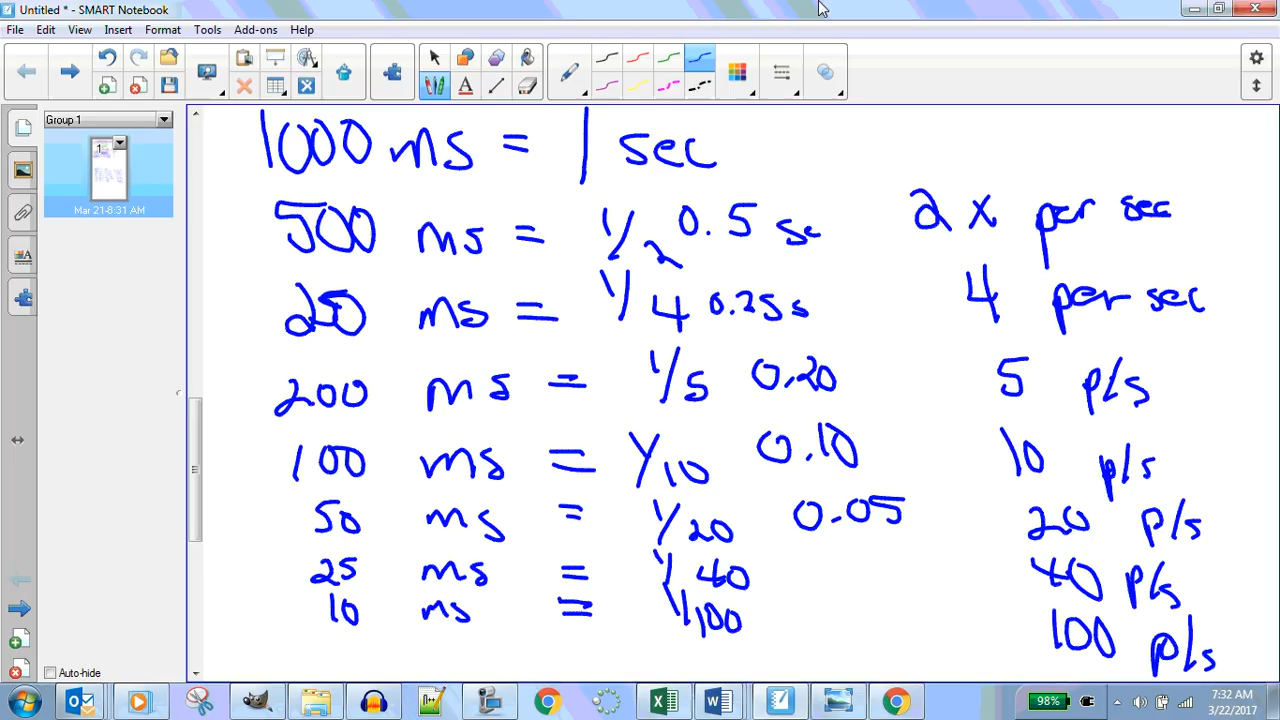 Untitled * - SMART Notebook
File Edit View Insert Format Tools Add-ons Help
Group 1
1
Mar 21-8:31 AM
1000 ms = 1 sec
500 ms = 1/2 0.5 sc 2 x per sec
250 ms = 1/4 0.25s 4 per sec
200 ms = 1/5 0.20 5 p/s
100 ms = 1/10 0.10 10 p/s
50 ms = 1/20 0.05 20 p/s
25 ms = 1/40 40 p/s
10 ms = 1/100 100 p/s
Auto-hide
98%
7:32 AM
3/22/2017